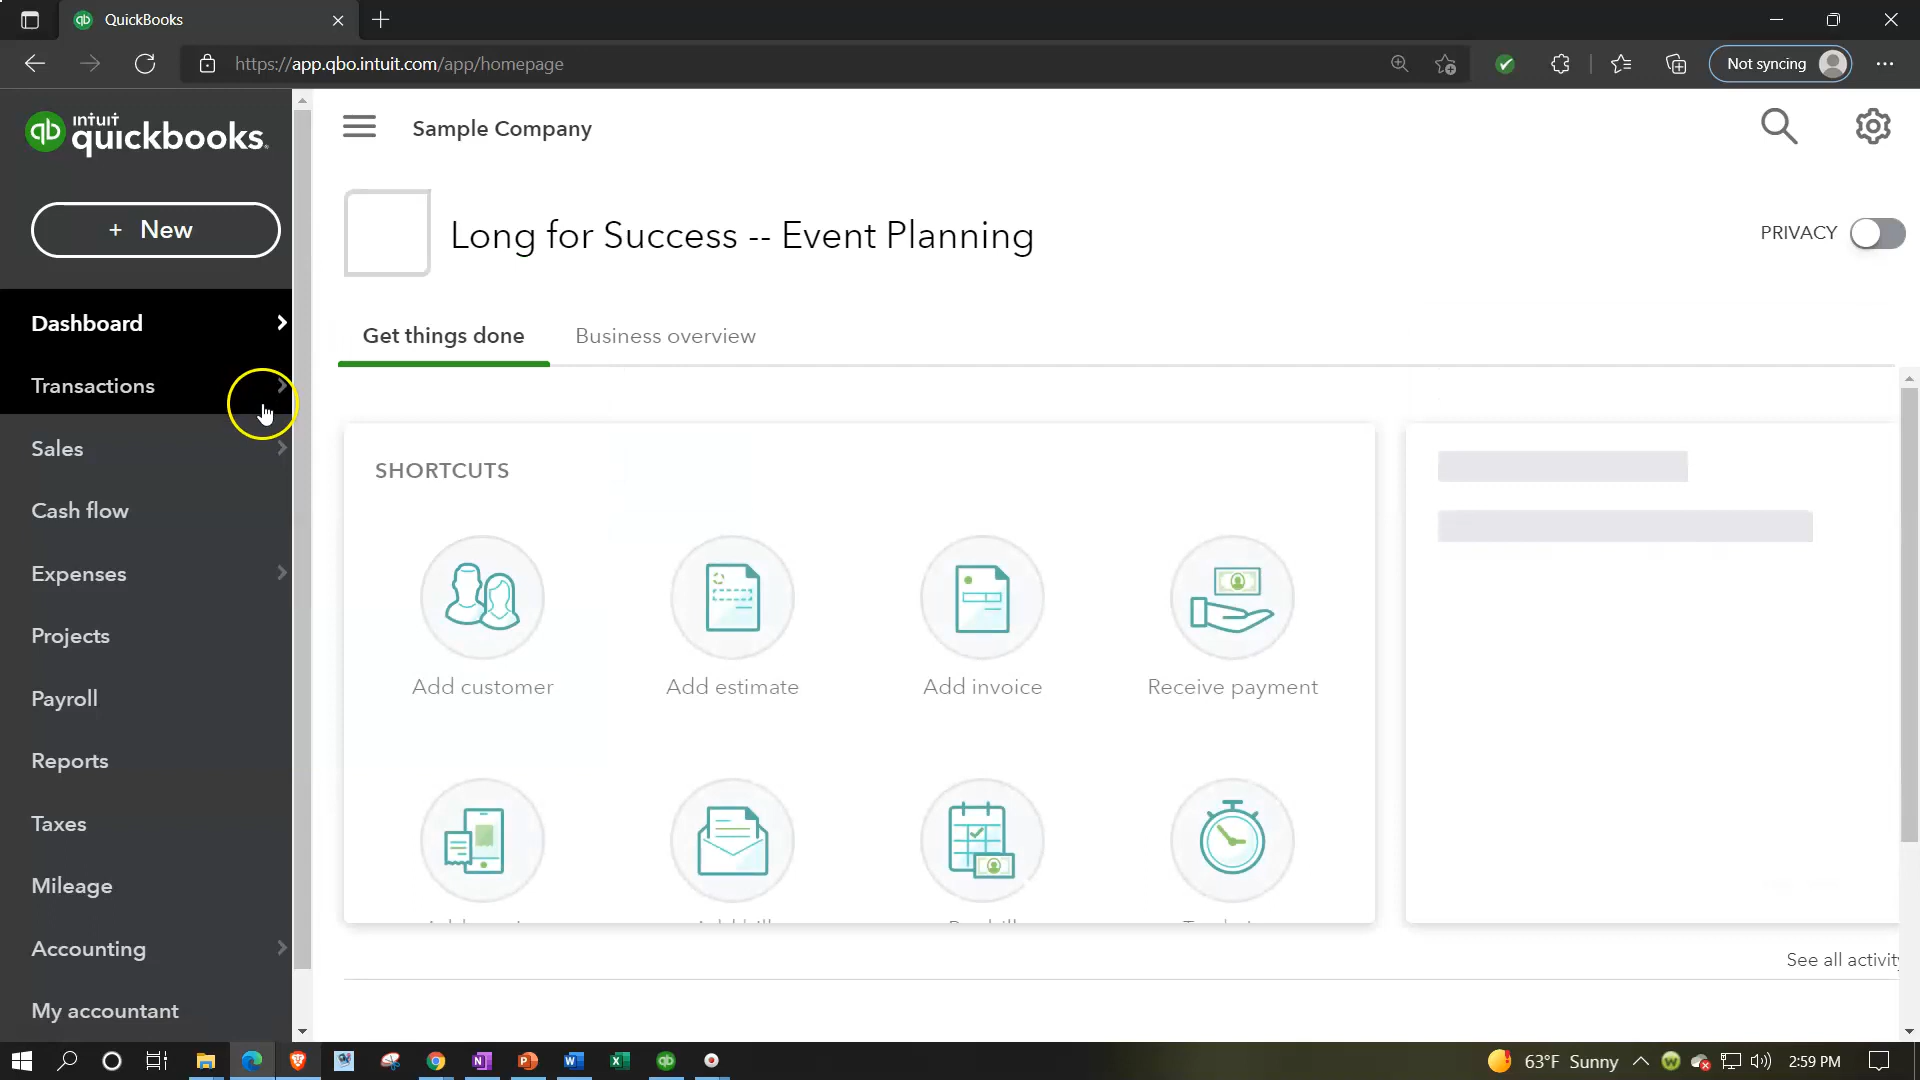 QuickBooks
https://app.qbo.intuit.com/app/homepage
Not syncing
intuit
quickbooks.
Sample Company
+ New
Long for Success -- Event Planning
PRIVACY
Dashboard
Transactions
Sales
Cash flow
Expenses
Projects
Payroll
Reports
Taxes
Mileage
Accounting
My accountant
Get things done
Business overview
SHORTCUTS
Add customer
Add estimate
Add invoice
Receive payment
See all activity
63°F Sunny
2:59 PM